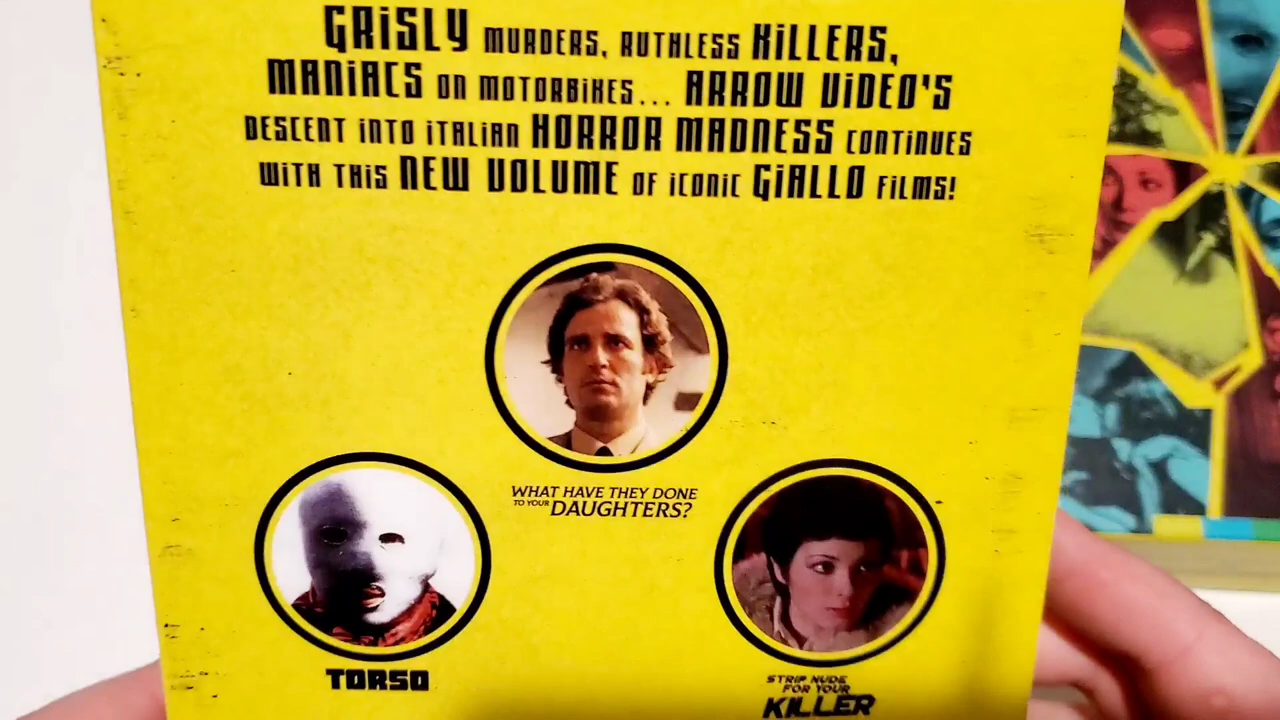 GRiSLY MURDERS, RUTHLESS KiLLERS,
MANiACS ON MOTORBiKES... ARROW ViDEO'S
DESCENT iNTO iTALiAN HORROR MADNESS CONTiNUES
WiTH THiS NEW VOLUME OF iCONiC GiALLO FiLMS!
WHAT HAVE THEY DONE
TO YOUR DAUGHTERS?
TORSO
STRIP NUDE
FOR YOUR
KILLER